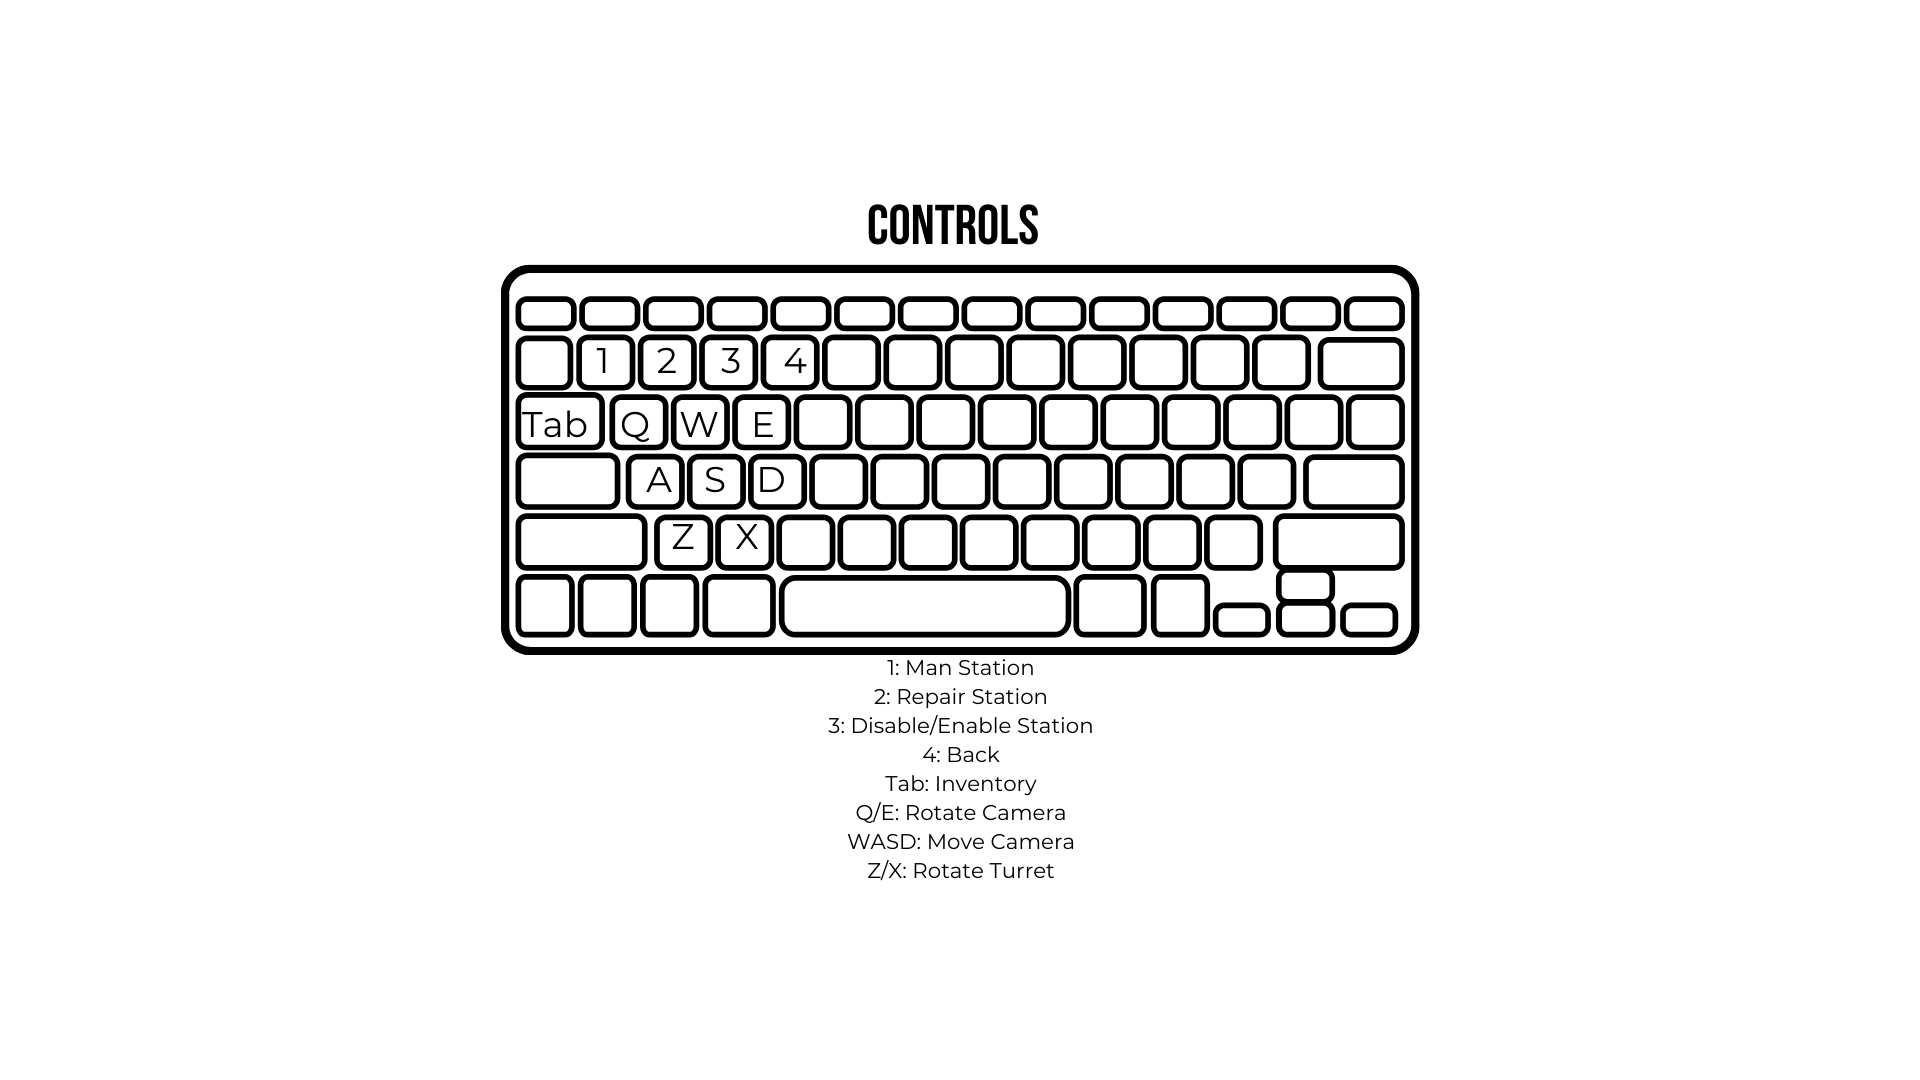 CONTROLS
1 2 3 4
Tab Q W E
A S D
Z X
1: Man Station
2: Repair Station
3: Disable/Enable Station
4: Back
Tab: Inventory
Q/E: Rotate Camera
WASD: Move Camera
Z/X: Rotate Turret